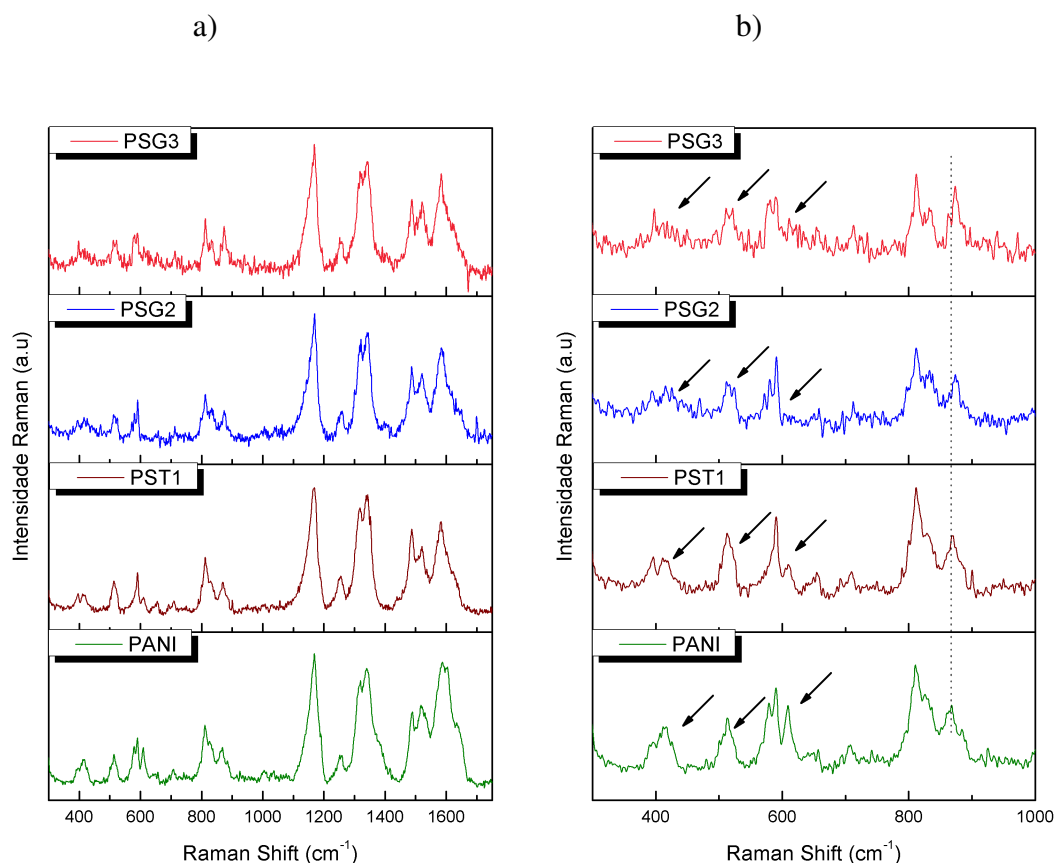 a)
b)
PSG3
PSG2
PST1
PANI
Intensidade Raman (a.u)
400 600 800 1000 1200 1400 1600
Raman Shift (cm⁻¹)
PSG3
PSG2
PST1
PANI
Intensidade Raman (a.u)
400 600 800 1000
Raman Shift (cm⁻¹)